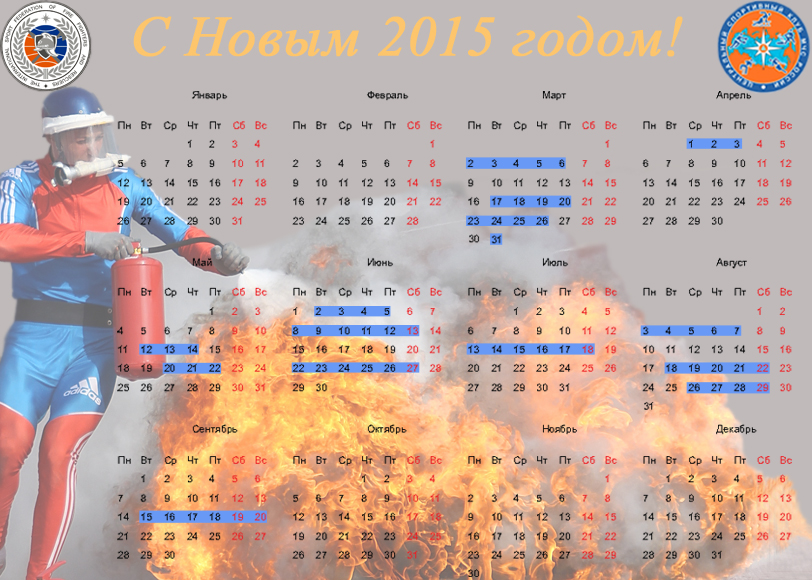 THE INTERNATIONAL SPORT FEDERATION OF FIRE FIGHTERS AND RESCUERS
С Новым 2015 годом!
ЦЕНТРАЛЬНЫЙ СПОРТИВНЫЙ КЛУБ МЧС РОССИИ
Январь
Пн Вт Ср Чт Пт Сб Вс
1 2 3 4
5 6 7 8 9 10 11
12 13 14 15 16 17 18
19 20 21 22 23 24 25
26 27 28 29 30 31
Февраль
Пн Вт Ср Чт Пт Сб Вс
1
2 3 4 5 6 7 8
9 10 11 12 13 14 15
16 17 18 19 20 21 22
23 24 25 26 27 28
Март
Пн Вт Ср Чт Пт Сб Вс
1
2 3 4 5 6 7 8
9 10 11 12 13 14 15
16 17 18 19 20 21 22
23 24 25 26 27 28 29
30 31
Апрель
Пн Вт Ср Чт Пт Сб Вс
1 2 3 4 5
6 7 8 9 10 11 12
13 14 15 16 17 18 19
20 21 22 23 24 25 26
27 28 29 30
Май
Пн Вт Ср Чт Пт Сб Вс
1 2 3
4 5 6 7 8 9 10
11 12 13 14 15 16 17
18 19 20 21 22 23 24
25 26 27 28 29 30 31
Июнь
Пн Вт Ср Чт Пт Сб Вс
1 2 3 4 5 6 7
8 9 10 11 12 13 14
15 16 17 18 19 20 21
22 23 24 25 26 27 28
29 30
Июль
Пн Вт Ср Чт Пт Сб Вс
1 2 3 4 5
6 7 8 9 10 11 12
13 14 15 16 17 18 19
20 21 22 23 24 25 26
27 28 29 30 31
Август
Пн Вт Ср Чт Пт Сб Вс
1 2
3 4 5 6 7 8 9
10 11 12 13 14 15 16
17 18 19 20 21 22 23
24 25 26 27 28 29 30
31
adidas
Сентябрь
Пн Вт Ср Чт Пт Сб Вс
1 2 3 4 5 6
7 8 9 10 11 12 13
14 15 16 17 18 19 20
21 22 23 24 25 26 27
28 29 30
Октябрь
Пн Вт Ср Чт Пт Сб Вс
1 2 3 4
5 6 7 8 9 10 11
12 13 14 15 16 17 18
19 20 21 22 23 24 25
26 27 28 29 30 31
Ноябрь
Пн Вт Ср Чт Пт Сб Вс
1
2 3 4 5 6 7 8
9 10 11 12 13 14 15
16 17 18 19 20 21 22
23 24 25 26 27 28 29
30
Декабрь
Пн Вт Ср Чт Пт Сб Вс
1 2 3 4 5 6
7 8 9 10 11 12 13
14 15 16 17 18 19 20
21 22 23 24 25 26 27
28 29 30 31